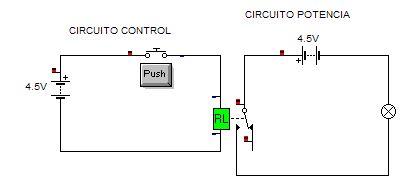 CIRCUITO POTENCIA
CIRCUITO CONTROL
4.5V
Push
4.5V
RL